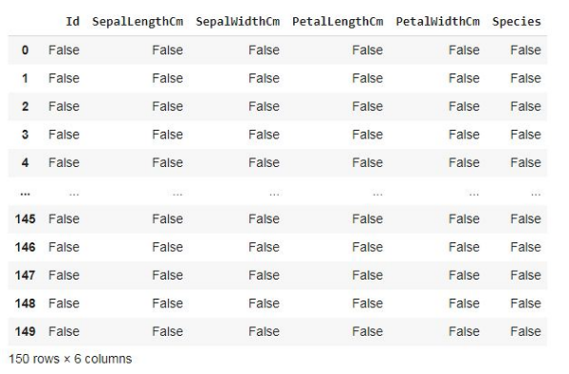 Id SepalLengthCm SepalWidthCm PetalLengthCm PetalWidthCm Species
0 False False False False False False
1 False False False False False False
2 False False False False False False
3 False False False False False False
4 False False False False False False
... ... ... ... ... ... ...
145 False False False False False False
146 False False False False False False
147 False False False False False False
148 False False False False False False
149 False False False False False False
150 rows × 6 columns